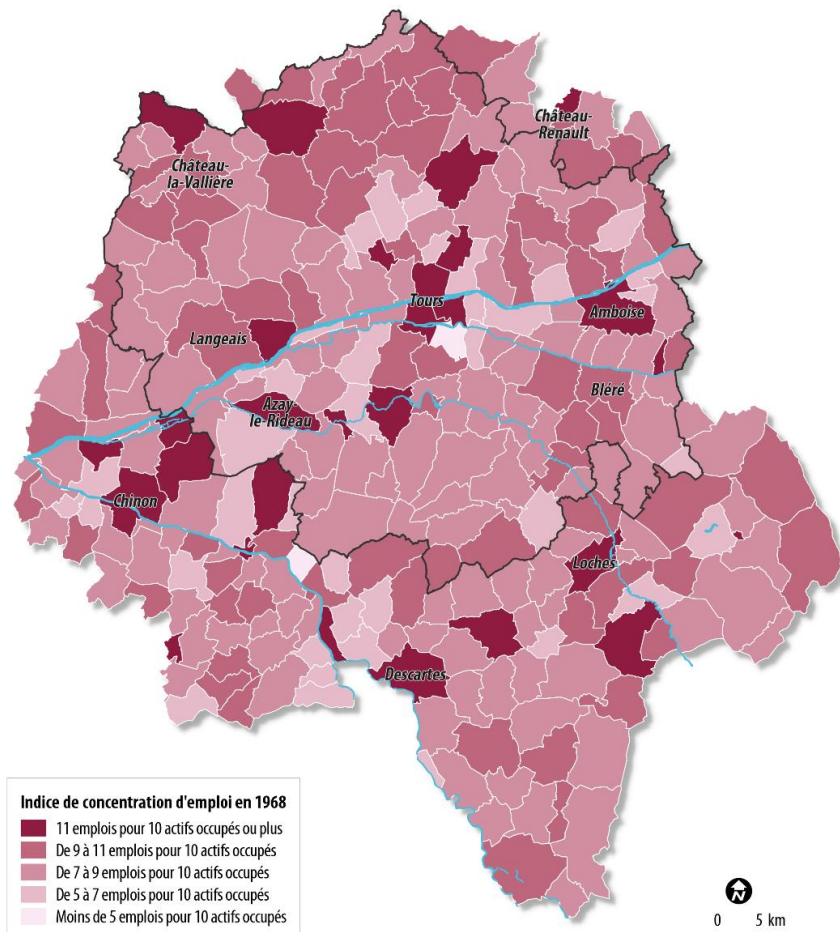 Château-
Renault
Château-
la-Vallière
Tours
Amboise
Langeais
Bléré
Azay-
le-Rideau
Chinon
Loches
Descartes
Indice de concentration d'emploi en 1968
11 emplois pour 10 actifs occupés ou plus
De 9 à 11 emplois pour 10 actifs occupés
De 7 à 9 emplois pour 10 actifs occupés
De 5 à 7 emplois pour 10 actifs occupés
Moins de 5 emplois pour 10 actifs occupés
N
0 5 km